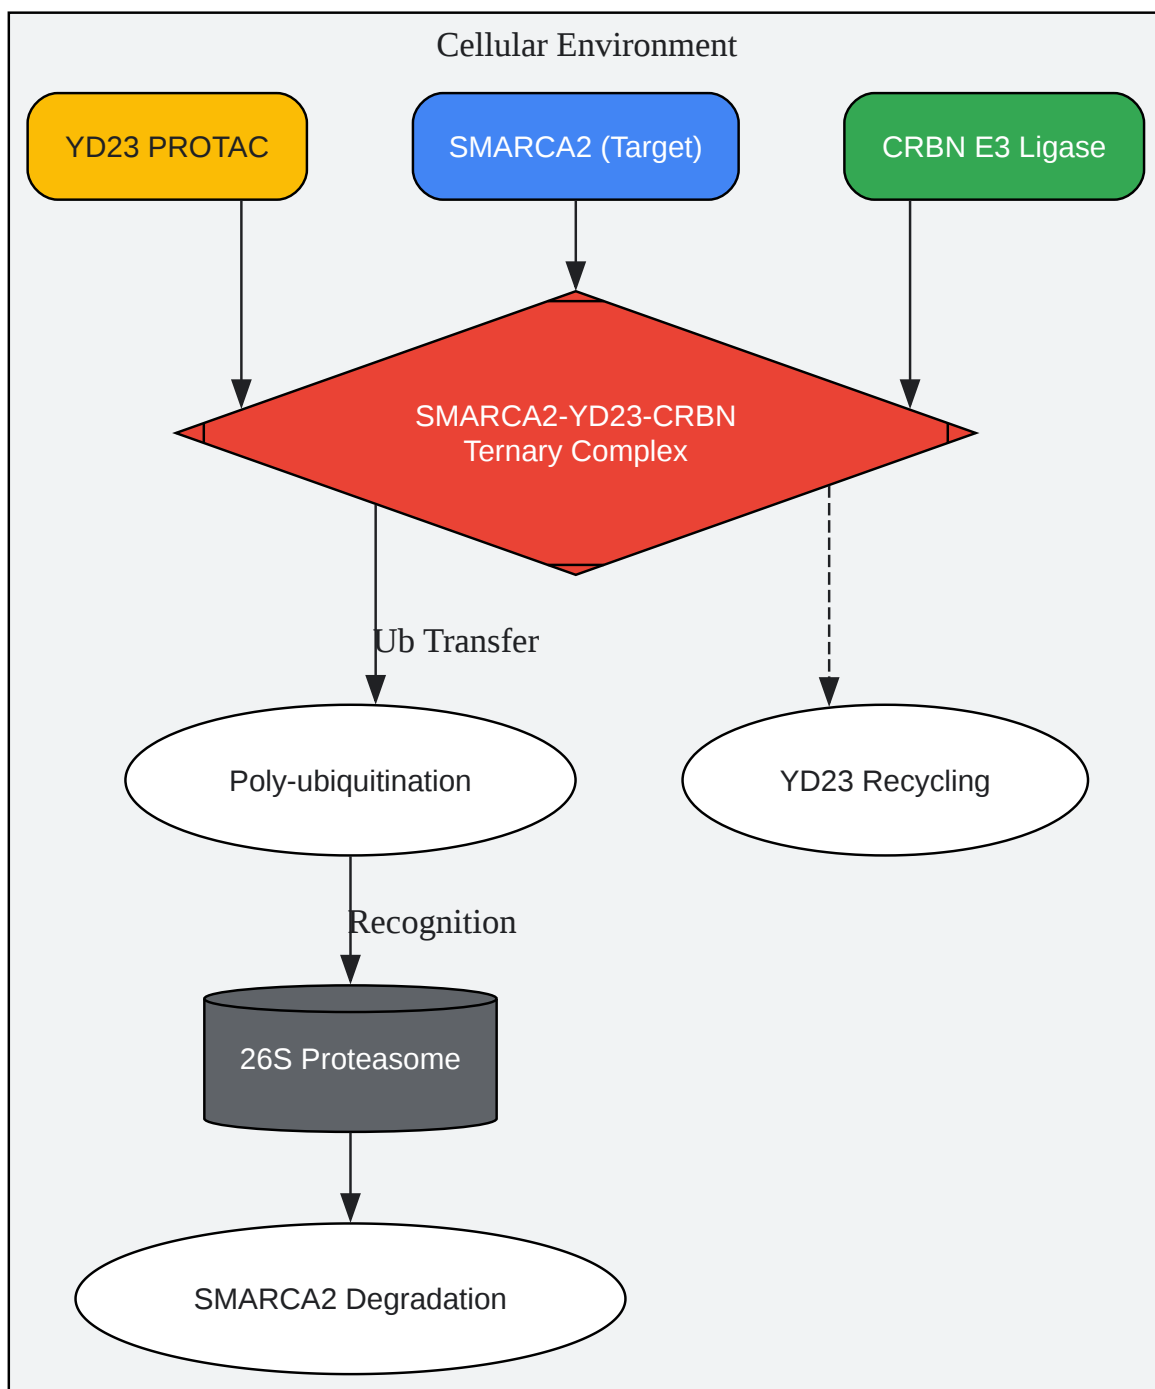 Cellular Environment
YD23 PROTAC
SMARCA2 (Target)
CRBN E3 Ligase
SMARCA2-YD23-CRBN
Ternary Complex
Ub Transfer
Poly-ubiquitination
YD23 Recycling
Recognition
26S Proteasome
SMARCA2 Degradation